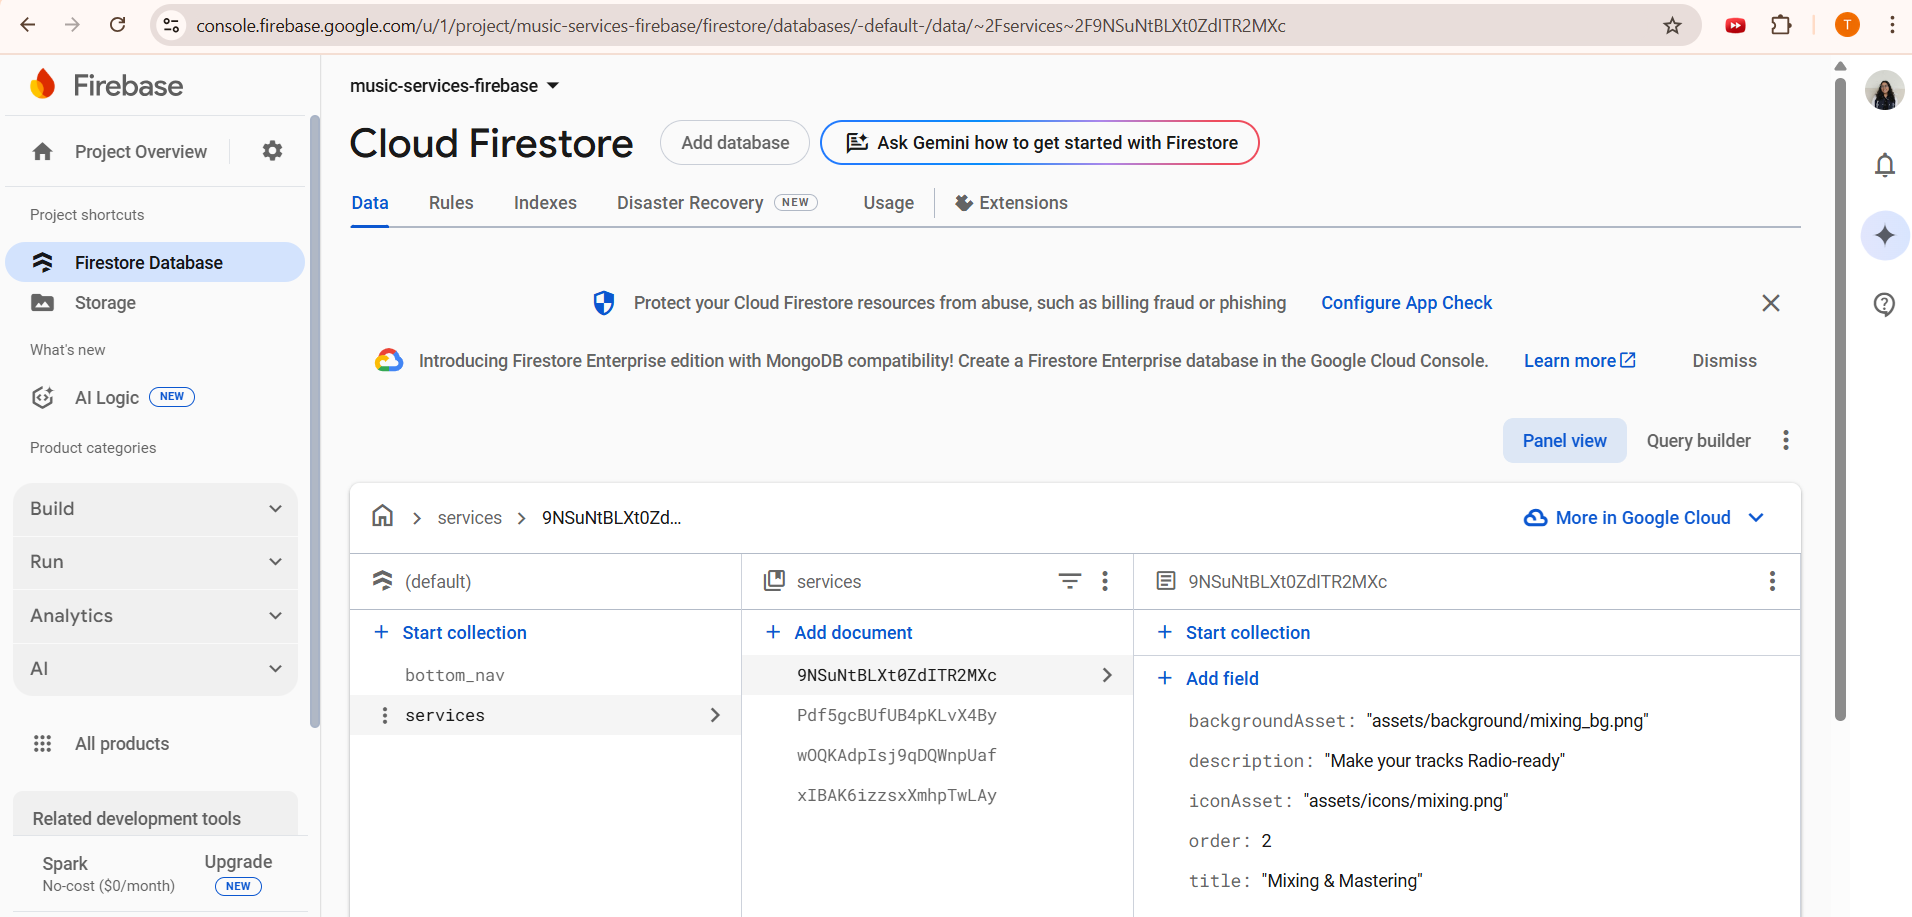 console.firebase.google.com/u/1/project/music-services-firebase/firestore/databases/-default-/data/~2Fservices~2F9NSuNtBLXt0ZdITR2MXc
T
Firebase
Project Overview
Project shortcuts
Firestore Database
Storage
What's new
AI Logic NEW
Product categories
Build
Run
Analytics
AI
All products
Related development tools
Spark
No-cost ($0/month)
Upgrade
NEW
music-services-firebase
Cloud Firestore
Add database
Ask Gemini how to get started with Firestore
Data Rules Indexes Disaster Recovery NEW Usage Extensions
Protect your Cloud Firestore resources from abuse, such as billing fraud or phishing Configure App Check
Introducing Firestore Enterprise edition with MongoDB compatibility! Create a Firestore Enterprise database in the Google Cloud Console. Learn more Dismiss
Panel view Query builder
services 9NSuNtBLXt0Zd...
More in Google Cloud
(default)
Start collection
bottom_nav
services
services
Add document
9NSuNtBLXt0ZdITR2MXc
Pdf5gcBUfUB4pKLvX4By
wOQKAdpIsj9qDQWnpUaf
xIBAK6izzsxXmhpTwLAy
9NSuNtBLXt0ZdITR2MXc
Start collection
Add field
backgroundAsset: "assets/background/mixing_bg.png"
description: "Make your tracks Radio-ready"
iconAsset: "assets/icons/mixing.png"
order: 2
title: "Mixing & Mastering"